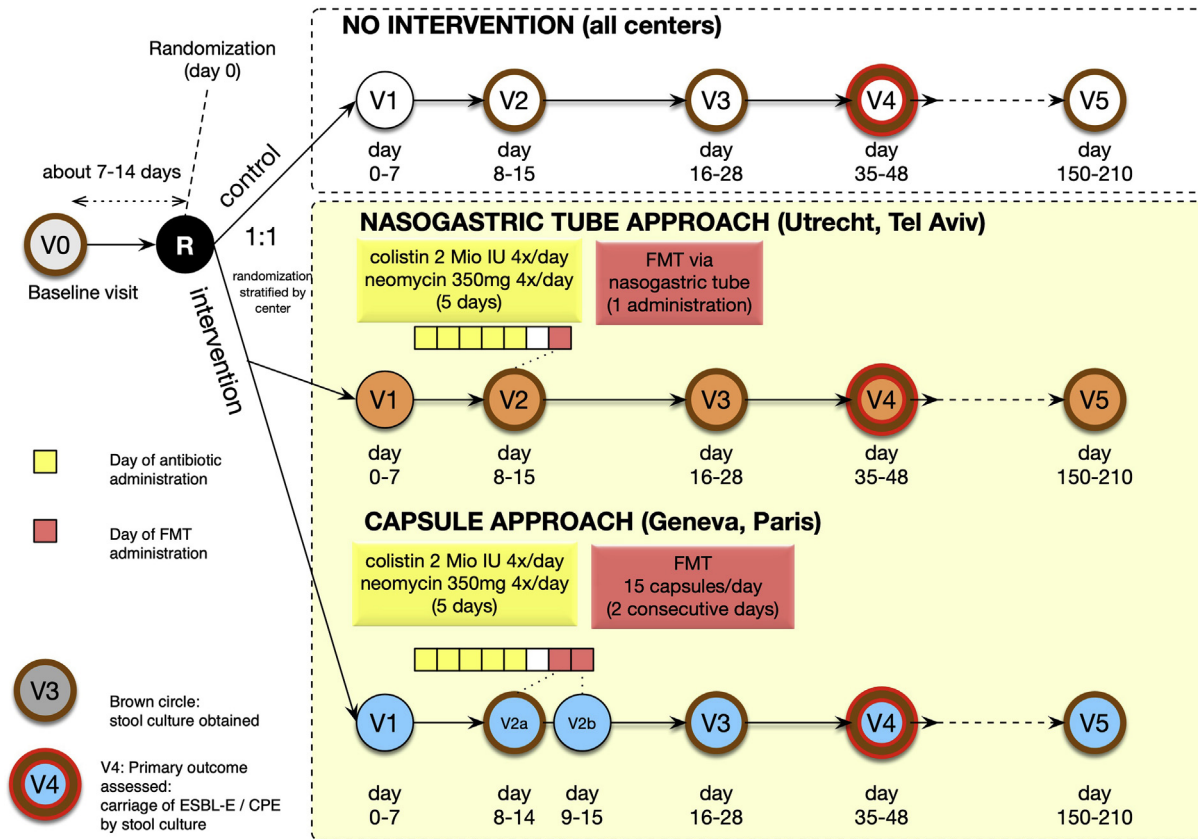 NO INTERVENTION (all centers)
Randomization
(day 0)
V1
V2
V3
V4
V5
day
0-7
day
8-15
day
16-28
day
35-48
day
150-210
about 7-14 days
control
V0
R
1:1
Baseline visit
randomization
stratified by
center
intervention
NASOGASTRIC TUBE APPROACH (Utrecht, Tel Aviv)
colistin 2 Mio IU 4x/day
neomycin 350mg 4x/day
(5 days)
FMT via
nasogastric tube
(1 administration)
V1
V2
V3
V4
V5
day
0-7
day
8-15
day
16-28
day
35-48
day
150-210
Day of antibiotic
administration
Day of FMT
administration
CAPSULE APPROACH (Geneva, Paris)
colistin 2 Mio IU 4x/day
neomycin 350mg 4x/day
(5 days)
FMT
15 capsules/day
(2 consecutive days)
V1
V2a
V2b
V3
V4
V5
day
0-7
day
8-14
day
9-15
day
16-28
day
35-48
day
150-210
V3
Brown circle:
stool culture obtained
V4
V4: Primary outcome
assessed:
carriage of ESBL-E / CPE
by stool culture